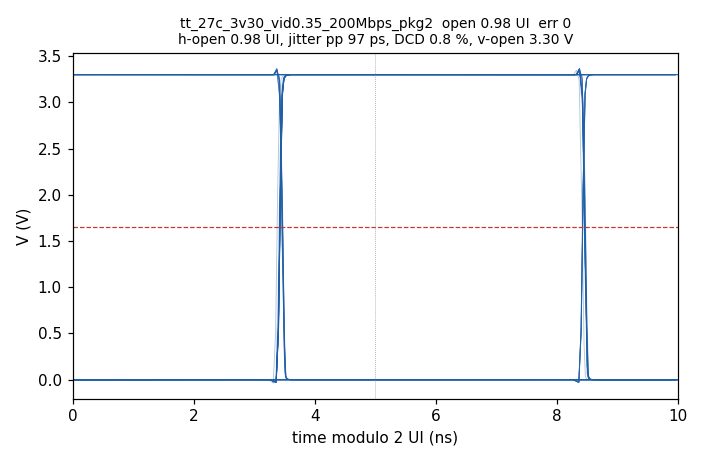 tt_27c_3v30_vid0.35_200Mbps_pkg2  open 0.98 UI  err 0
h-open 0.98 UI, jitter pp 97 ps, DCD 0.8 %, v-open 3.30 V
3.5
3.0
2.5
2.0
1.5
1.0
0.5
0.0
V (V)
0 2 4 6 8 10
time modulo 2 UI (ns)